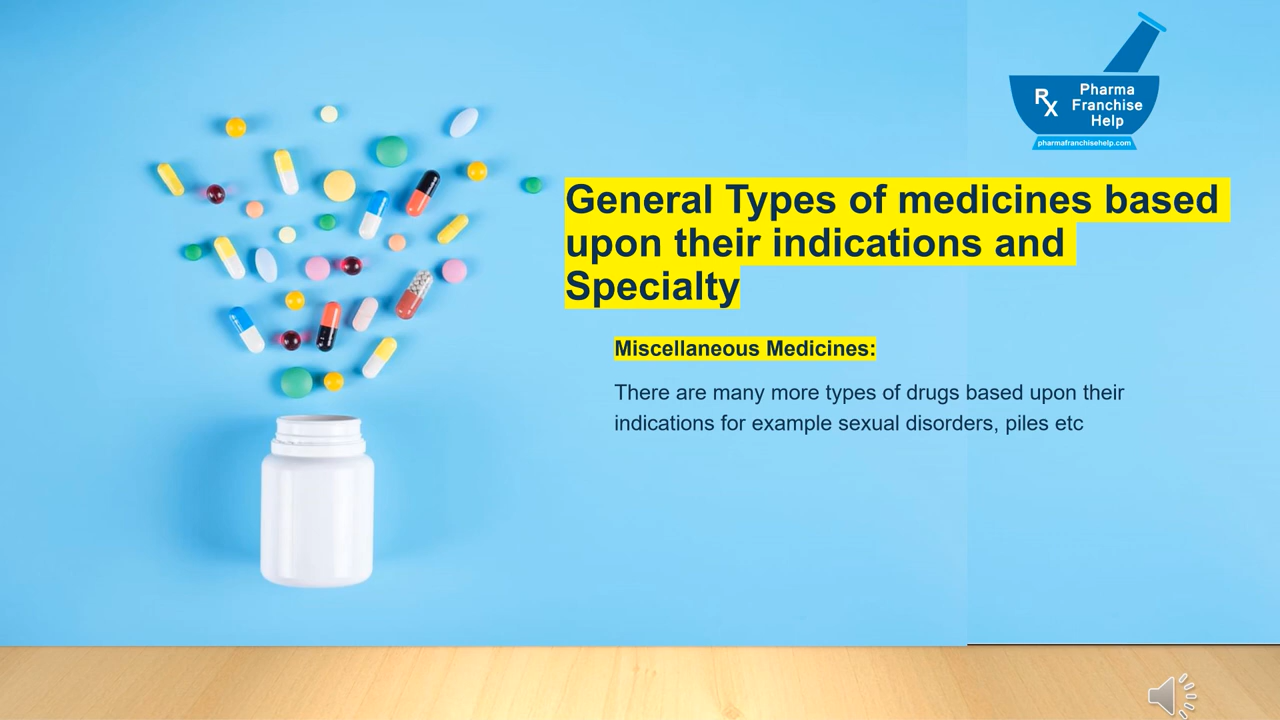 Rx
Pharma
Franchise
Help
pharmafranchisehelp.com
General Types of medicines based
upon their indications and
Specialty
Miscellaneous Medicines:
There are many more types of drugs based upon their
indications for example sexual disorders, piles etc